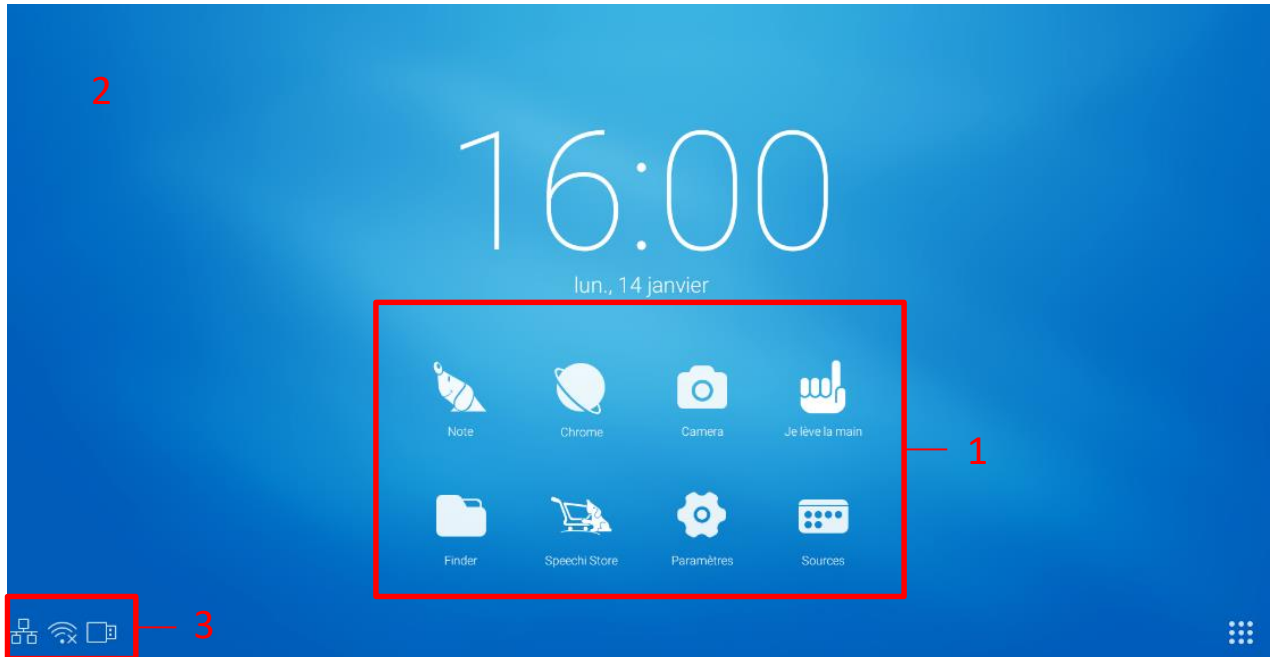 2
16:00
lun., 14 janvier
Note Chrome Camera Je lève la main
1
Finder Speechi Store Paramètres Sources
3